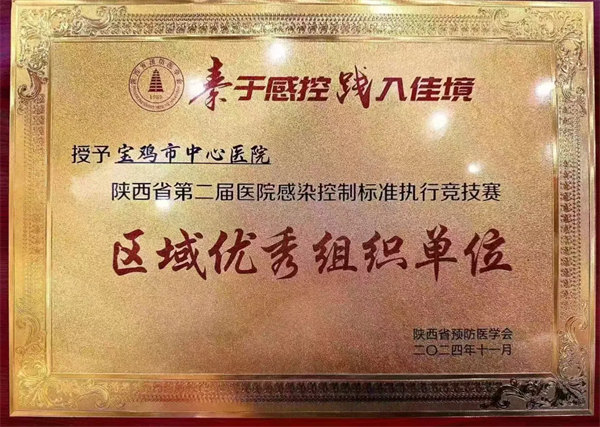 秦于感控践入佳境
授予宝鸡市中心医院
陕西省第二届医院感染控制标准执行竞技赛
区域优秀组织单位
陕西省预防医学会
二〇二四年十一月